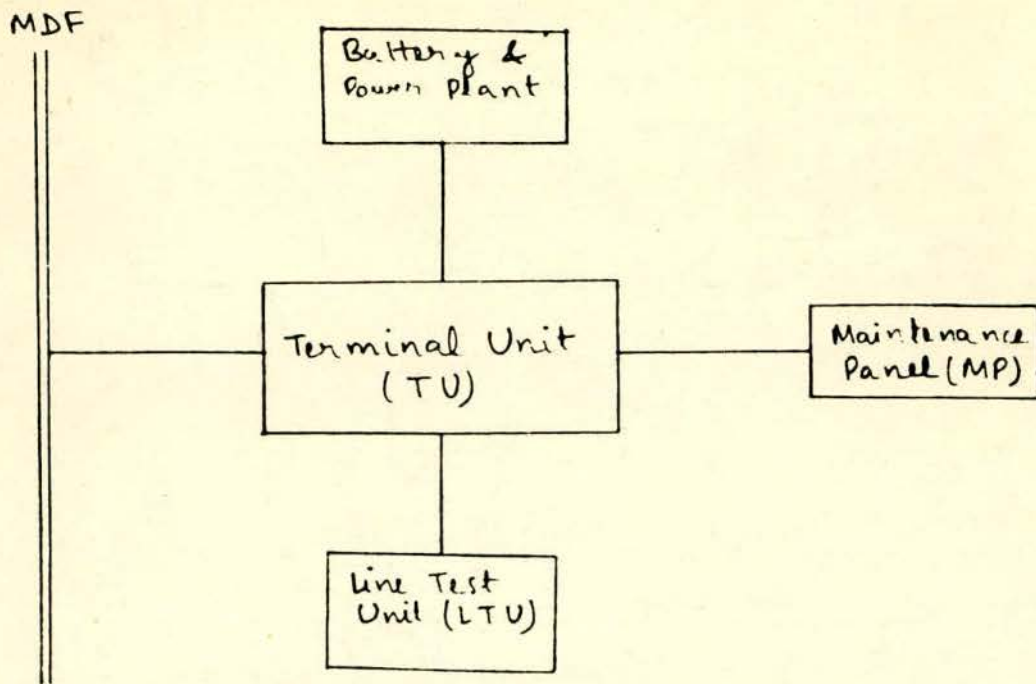 MDF
Battery &
Power Plant
Terminal Unit
(TU)
Maintenance
Panel (MP)
Line Test
Unit (LTU)